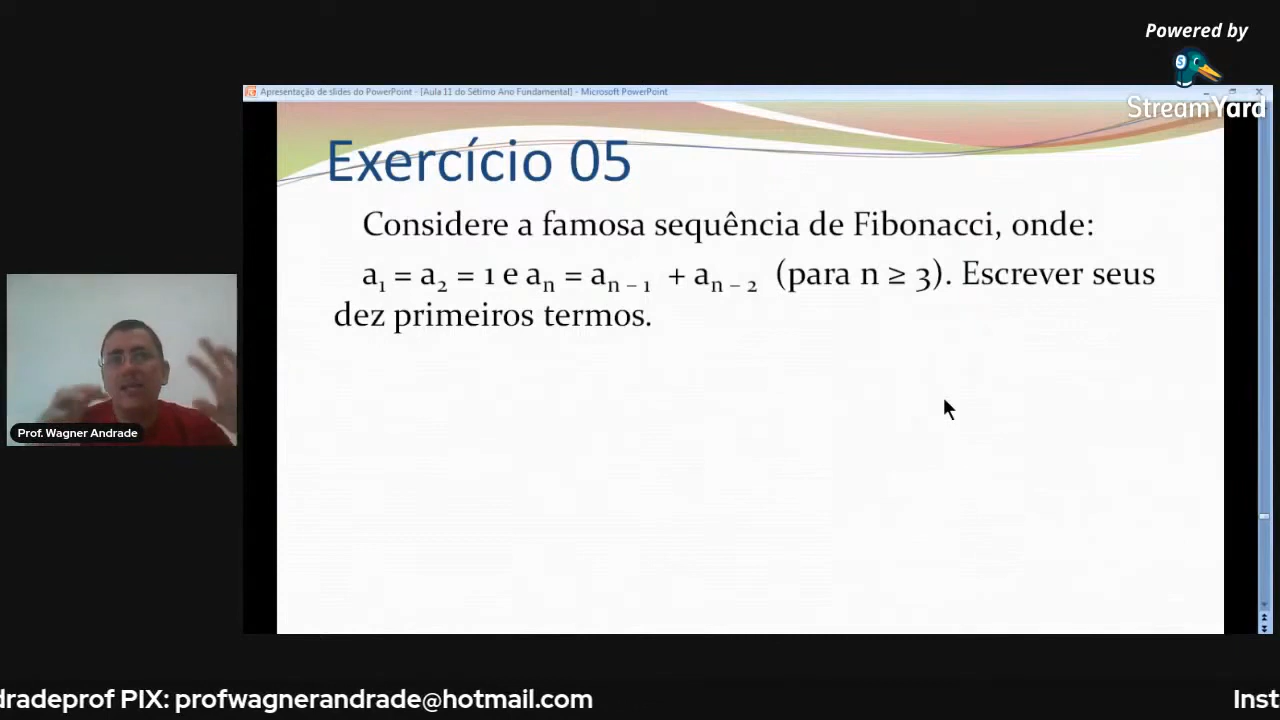 Powered by
StreamYard
Apresentação de slides do PowerPoint - [Aula 11 do Sétimo Ano Fundamental] - Microsoft PowerPoint
Exercício 05
Considere a famosa sequência de Fibonacci, onde:
a₁ = a₂ = 1 e aₙ = aₙ₋₁ + aₙ₋₂ (para n ≥ 3). Escrever seus
dez primeiros termos.
Prof. Wagner Andrade
dradeprof PIX: profwagnerandrade@hotmail.com
Inst